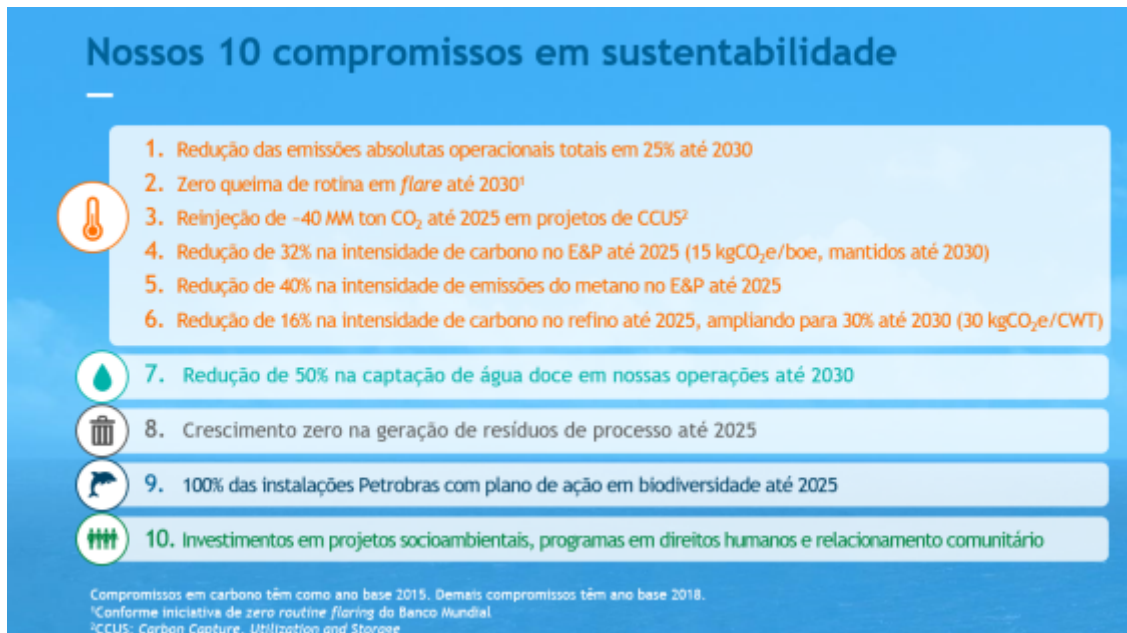 Nossos 10 compromissos em sustentabilidade
1. Redução das emissões absolutas operacionais totais em 25% até 2030
2. Zero queima de rotina em flare até 2030¹
3. Reinjeção de ~40 MM ton CO₂ até 2025 em projetos de CCUS²
4. Redução de 32% na intensidade de carbono no E&P até 2025 (15 kgCO₂e/boe, mantidos até 2030)
5. Redução de 40% na intensidade de emissões do metano no E&P até 2025
6. Redução de 16% na intensidade de carbono no refino até 2025, ampliando para 30% até 2030 (30 kgCO₂e/CWT)
7. Redução de 50% na captação de água doce em nossas operações até 2030
8. Crescimento zero na geração de resíduos de processo até 2025
9. 100% das instalações Petrobras com plano de ação em biodiversidade até 2025
10. Investimentos em projetos socioambientais, programas em direitos humanos e relacionamento comunitário
Compromissos em carbono têm como ano base 2015. Demais compromissos têm ano base 2018.
¹Conforme iniciativa de zero routine flaring do Banco Mundial
²CCUS: Carbon Capture, Utilization and Storage